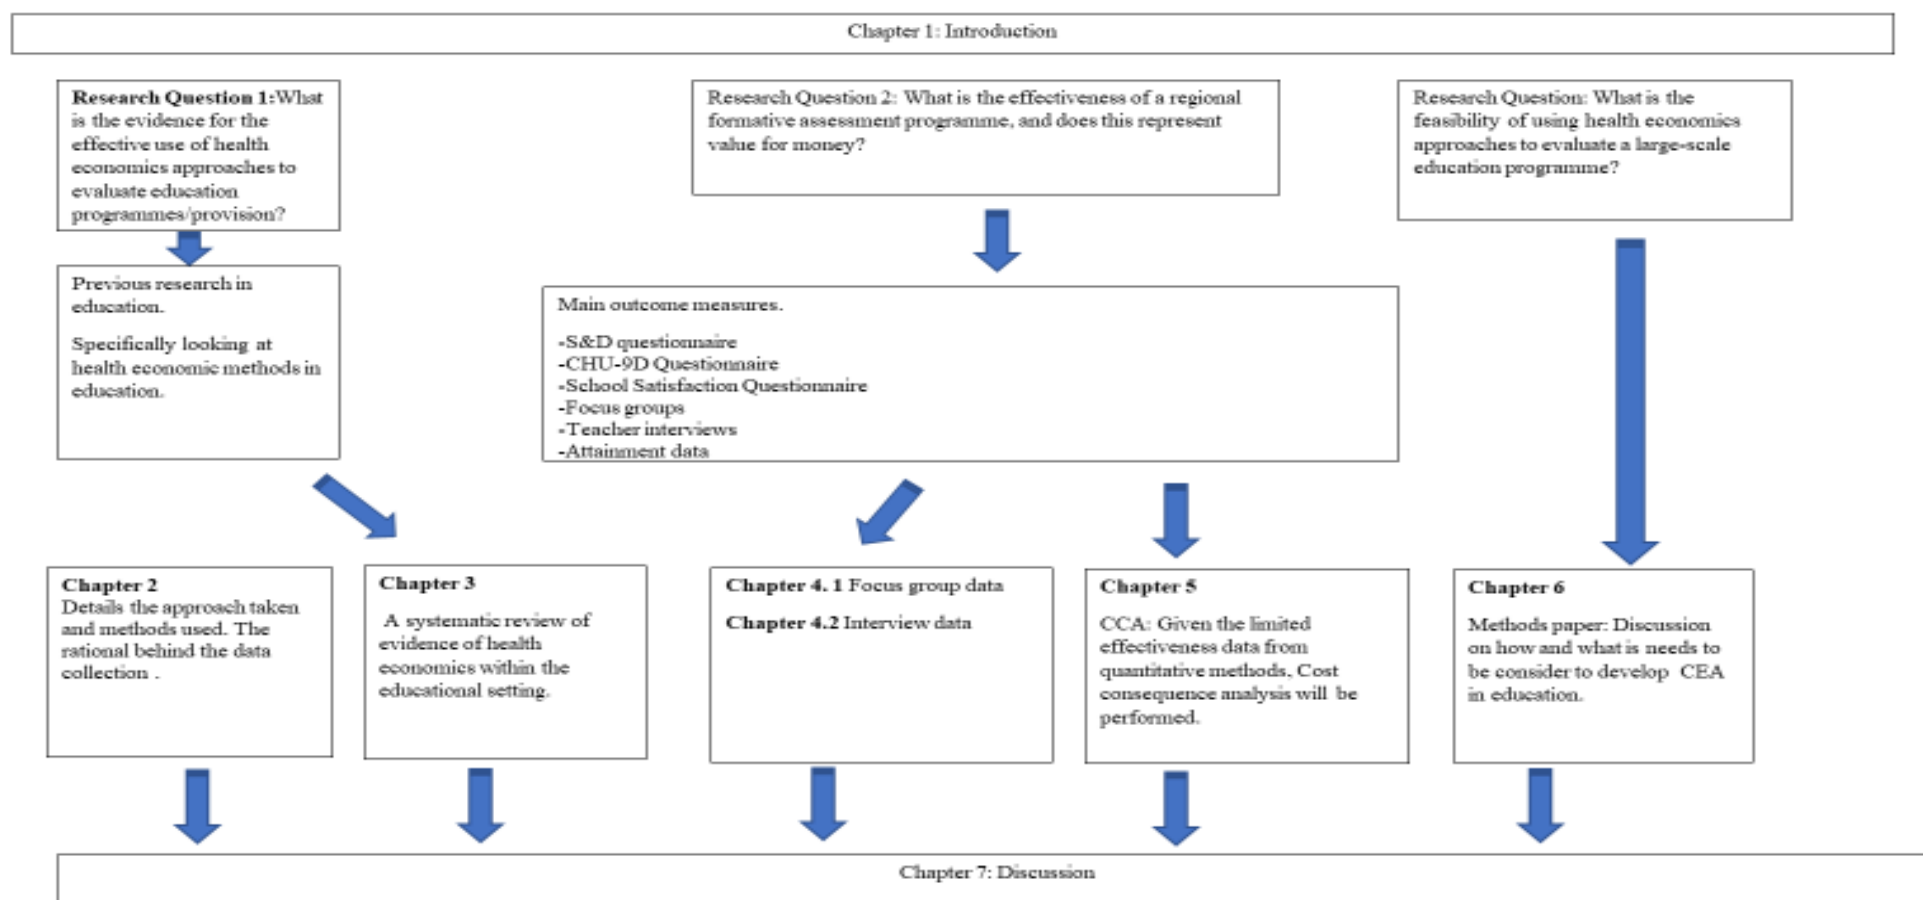 Chapter 1: Introduction
Research Question 1:What
is the evidence for the
effective use of health
economics approaches to
evaluate education
programmes/provision?
Research Question 2: What is the effectiveness of a regional
formative assessment programme, and does this represent
value for money?
Research Question: What is the
feasibility of using health economics
approaches to evaluate a large-scale
education programme?
Previous research in
education.
Specifically looking at
health economic methods in
education.
Main outcome measures.
-S&D questionnaire
-CHU-9D Questionnaire
-School Satisfaction Questionnaire
-Focus groups
-Teacher interviews
-Attainment data
Chapter 2
Details the approach taken
and methods used. The
rational behind the data
collection .
Chapter 3
A systematic review of
evidence of health
economics within the
educational setting.
Chapter 4. 1 Focus group data
Chapter 4.2 Interview data
Chapter 5
CCA: Given the limited
effectiveness data from
quantitative methods, Cost
consequence analysis will be
performed.
Chapter 6
Methods paper: Discussion
on how and what is needs to
be consider to develop CEA
in education.
Chapter 7: Discussion